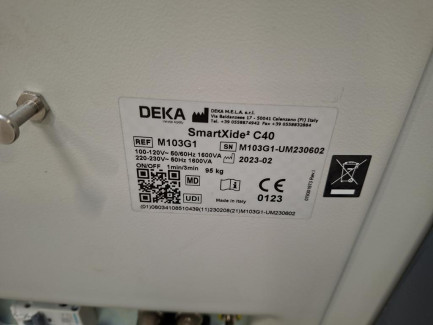 DEKA
DEKA M.E.L.A. s.r.l.
Via Baldanzese 17 - 50041 Calenzano (FI) Italy
SmartXide² C40
REF M103G1
SN M103G1-UM230602
100-120V~ 50/60Hz 1600VA
220-230V~ 50Hz 1600VA
2023-02
ON/OFF 1min/3min 95 kg
MD
UDI
Made in Italy
CE
0123
(01)08034108510439(11)230208(21)M103G1-UM230602